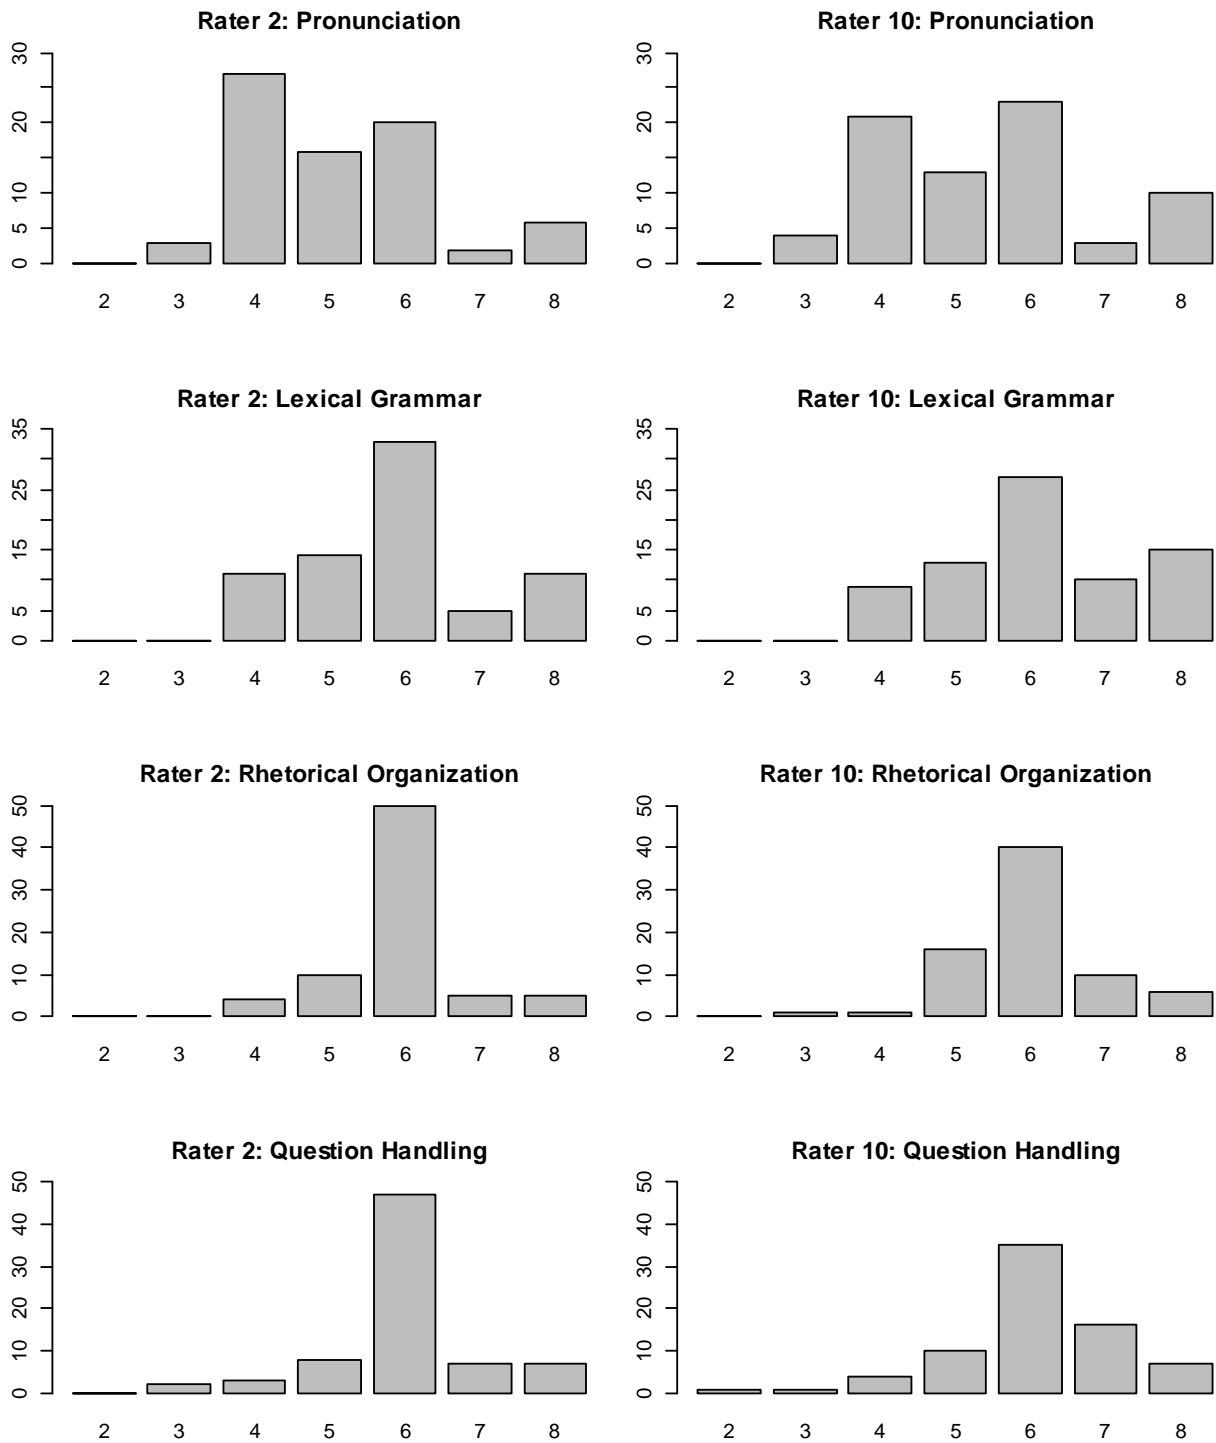 Rater 2: Pronunciation
0 5 10 20 30
2 3 4 5 6 7 8
Rater 10: Pronunciation
0 5 10 20 30
2 3 4 5 6 7 8
Rater 2: Lexical Grammar
0 5 15 25 35
2 3 4 5 6 7 8
Rater 10: Lexical Grammar
0 5 15 25 35
2 3 4 5 6 7 8
Rater 2: Rhetorical Organization
0 10 20 30 40 50
2 3 4 5 6 7 8
Rater 10: Rhetorical Organization
0 10 20 30 40 50
2 3 4 5 6 7 8
Rater 2: Question Handling
0 10 20 30 40 50
2 3 4 5 6 7 8
Rater 10: Question Handling
0 10 20 30 40 50
2 3 4 5 6 7 8